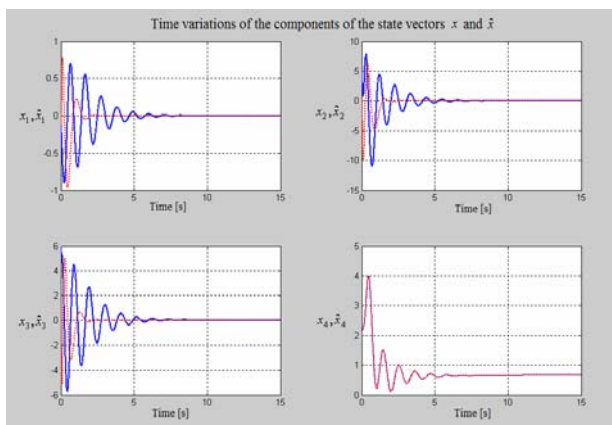 Time variations of the components of the state vectors x and x̂
1
0.5
0
-0.5
-1
x₁,x̂₁
0 5 10 15
Time [s]
10
5
0
-5
-10
-15
x₂,x̂₂
0 5 10 15
Time [s]
6
4
2
0
-2
-4
-6
x₃,x̂₃
0 5 10 15
Time [s]
5
4
3
2
1
0
x₄,x̂₄
0 5 10 15
Time [s]